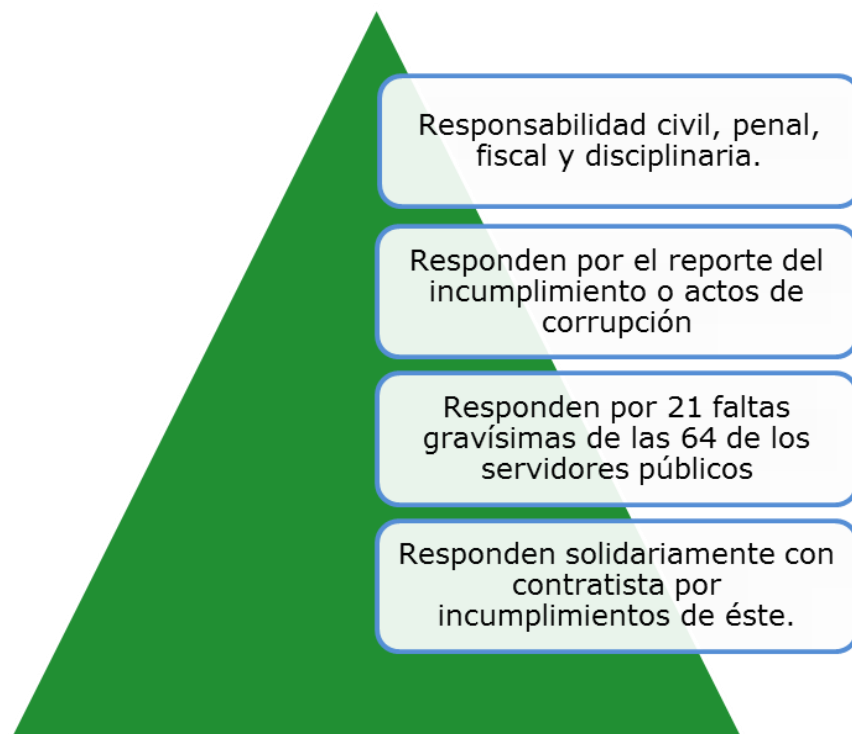 Responsabilidad civil, penal,
fiscal y disciplinaria.
Responden por el reporte del
incumplimiento o actos de
corrupción
Responden por 21 faltas
gravísimas de las 64 de los
servidores públicos
Responden solidariamente con
contratista por
incumplimientos de éste.